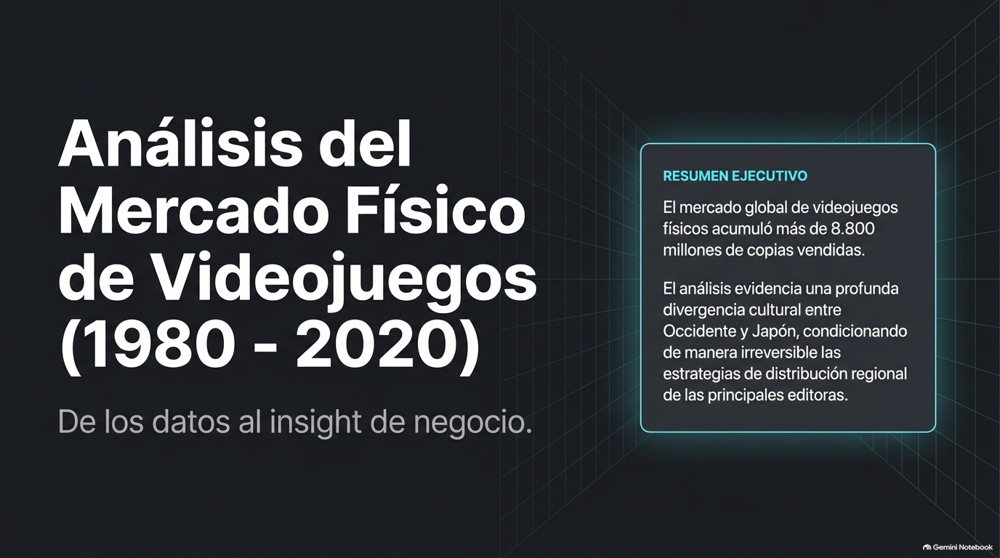 Análisis del
Mercado Físico
de Videojuegos
(1980 - 2020)
De los datos al insight de negocio.
RESUMEN EJECUTIVO
El mercado global de videojuegos
físicos acumuló más de 8.800
millones de copias vendidas.
El análisis evidencia una profunda
divergencia cultural entre
Occidente y Japón, condicionando
de manera irreversible las
estrategias de distribución regional
de las principales editoras.
Gemini Notebook